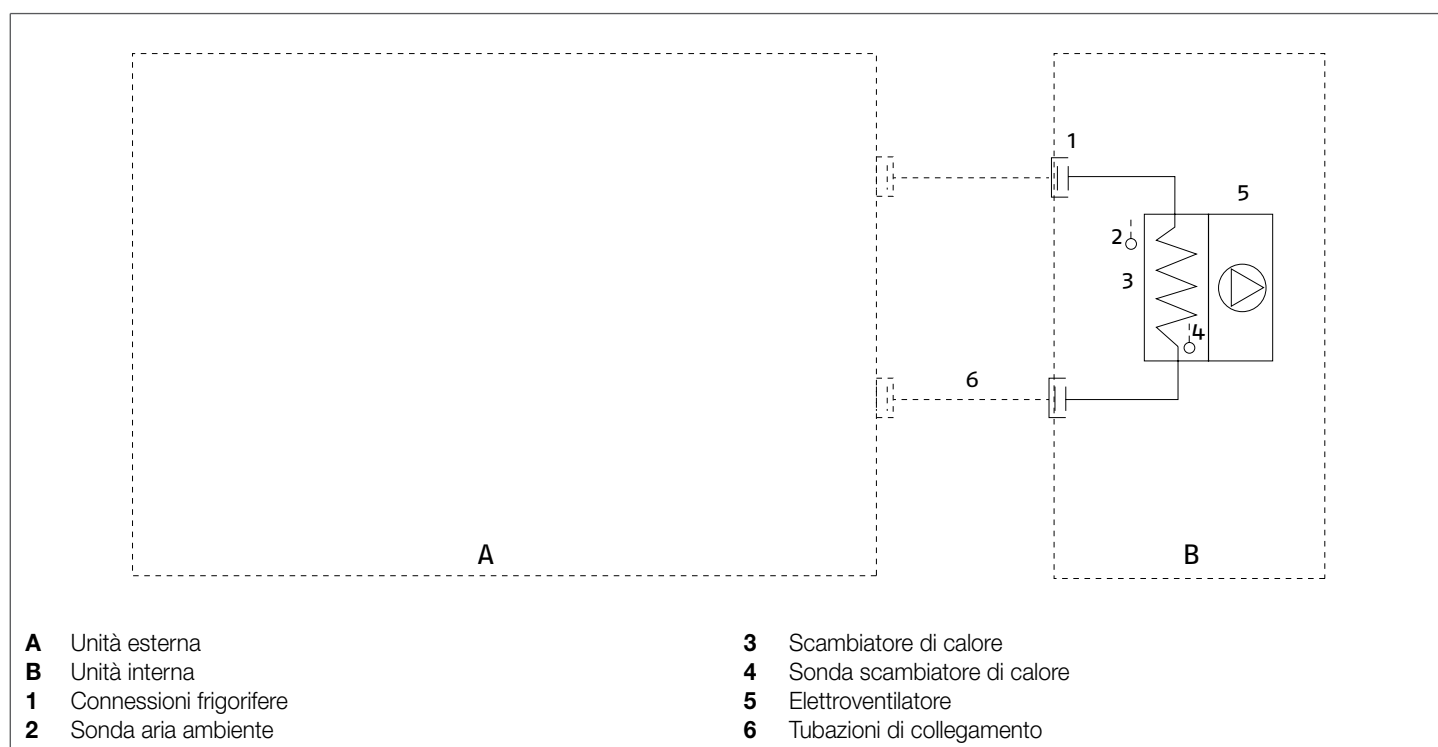 1
5
2
3
4
6
A
B
A Unità esterna
B Unità interna
1 Connessioni frigorifere
2 Sonda aria ambiente
3 Scambiatore di calore
4 Sonda scambiatore di calore
5 Elettroventilatore
6 Tubazioni di collegamento